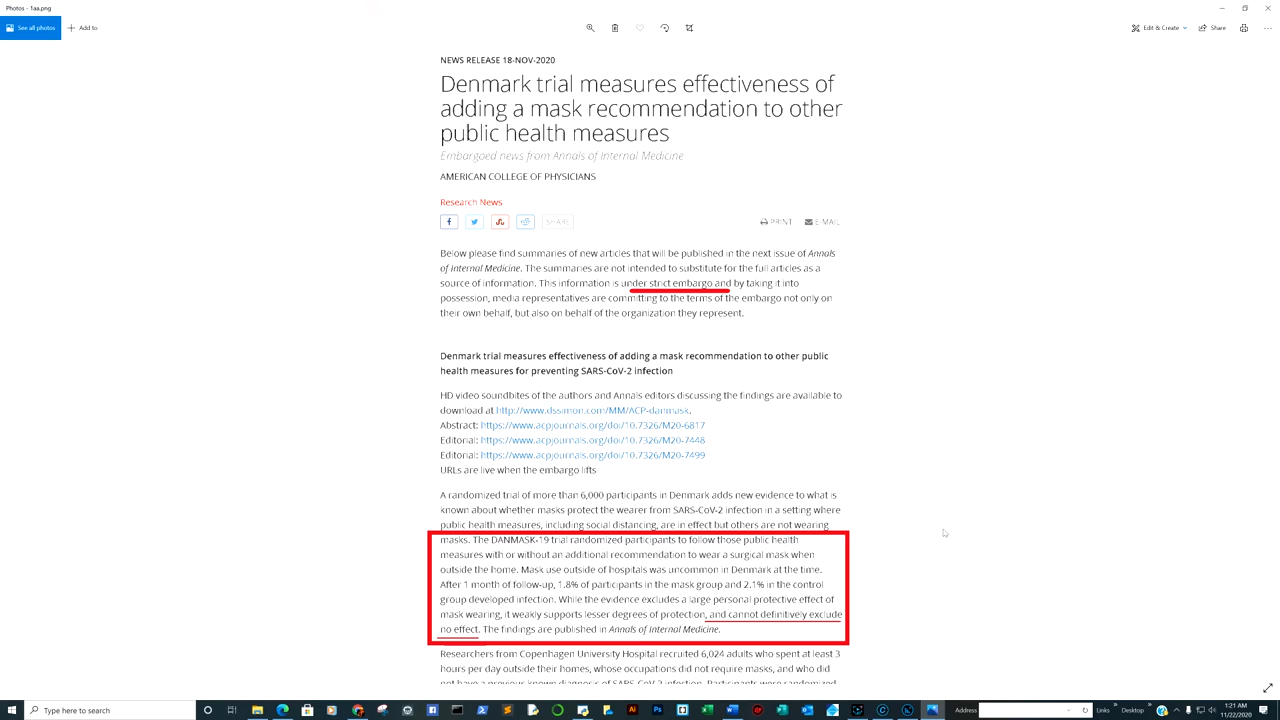 Photos - 1aa.png
See all photos
Add to
Edit & Create
Share
NEWS RELEASE 18-NOV-2020
Denmark trial measures effectiveness of
adding a mask recommendation to other
public health measures
Embargoed news from Annals of Internal Medicine
AMERICAN COLLEGE OF PHYSICIANS
Research News
SHARE
PRINT
E-MAIL
Below please find summaries of new articles that will be published in the next issue of Annals
of Internal Medicine. The summaries are not intended to substitute for the full articles as a
source of information. This information is under strict embargo and by taking it into
possession, media representatives are committing to the terms of the embargo not only on
their own behalf, but also on behalf of the organization they represent.
Denmark trial measures effectiveness of adding a mask recommendation to other public
health measures for preventing SARS-CoV-2 infection
HD video soundbites of the authors and Annals editors discussing the findings are available to
download at http://www.dssimon.com/MM/ACP-danmask.
Abstract: https://www.acpjournals.org/doi/10.7326/M20-6817
Editorial: https://www.acpjournals.org/doi/10.7326/M20-7448
Editorial: https://www.acpjournals.org/doi/10.7326/M20-7499
URLs are live when the embargo lifts
A randomized trial of more than 6,000 participants in Denmark adds new evidence to what is
known about whether masks protect the wearer from SARS-CoV-2 infection in a setting where
public health measures, including social distancing, are in effect but others are not wearing
masks. The DANMASK-19 trial randomized participants to follow those public health
measures with or without an additional recommendation to wear a surgical mask when
outside the home. Mask use outside of hospitals was uncommon in Denmark at the time.
After 1 month of follow-up, 1.8% of participants in the mask group and 2.1% in the control
group developed infection. While the evidence excludes a large personal protective effect of
mask wearing, it weakly supports lesser degrees of protection, and cannot definitively exclude
no effect. The findings are published in Annals of Internal Medicine.
Researchers from Copenhagen University Hospital recruited 6,024 adults who spent at least 3
hours per day outside their homes, whose occupations did not require masks, and who did
not have a previous known diagnosis of SARS-CoV-2 infection. Participants were randomized
Type here to search
Address
Links
Desktop
1:21 AM
11/22/2020